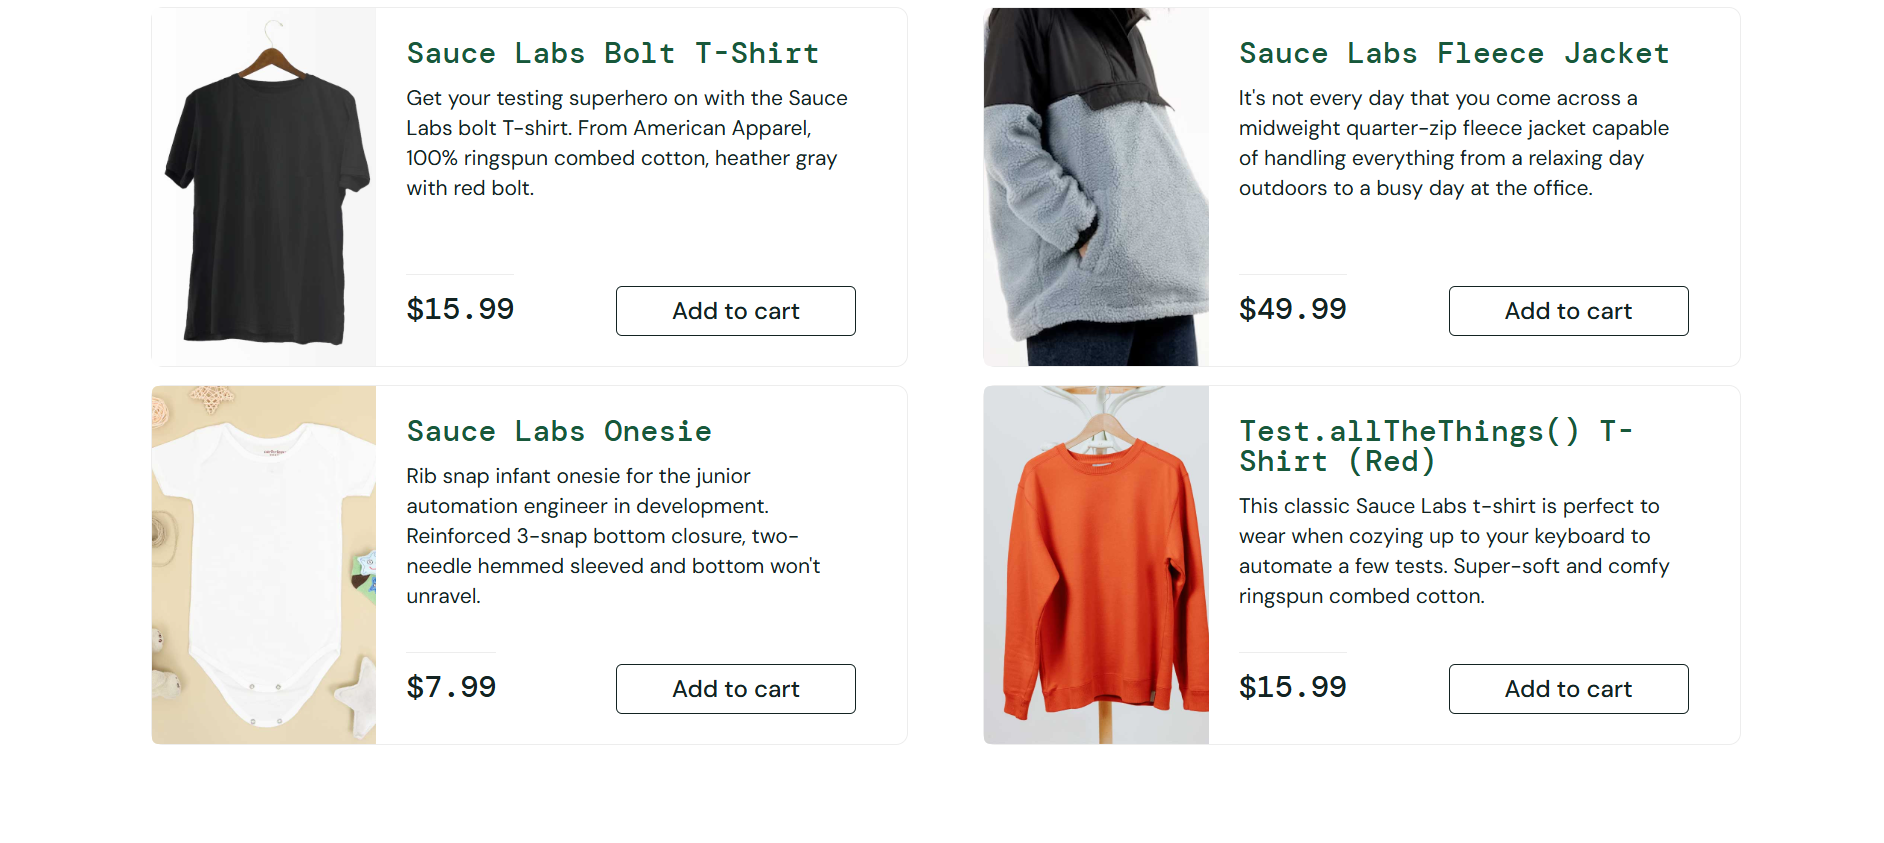 Sauce Labs Bolt T-Shirt
Get your testing superhero on with the Sauce
Labs bolt T-shirt. From American Apparel,
100% ringspun combed cotton, heather gray
with red bolt.
$15.99
Add to cart
Sauce Labs Fleece Jacket
It's not every day that you come across a
midweight quarter-zip fleece jacket capable
of handling everything from a relaxing day
outdoors to a busy day at the office.
$49.99
Add to cart
Sauce Labs Onesie
Rib snap infant onesie for the junior
automation engineer in development.
Reinforced 3-snap bottom closure, two-
needle hemmed sleeved and bottom won't
unravel.
$7.99
Add to cart
Test.allTheThings() T-
Shirt (Red)
This classic Sauce Labs t-shirt is perfect to
wear when cozying up to your keyboard to
automate a few tests. Super-soft and comfy
ringspun combed cotton.
$15.99
Add to cart